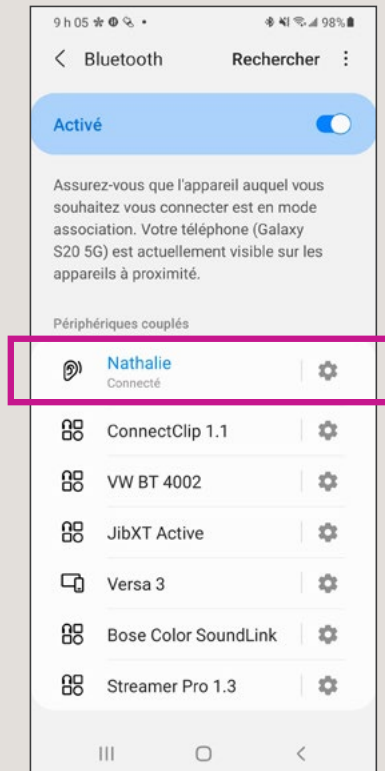 9 h 05
98%
Bluetooth Rechercher
Activé
Assurez-vous que l'appareil auquel vous
souhaitez vous connecter est en mode
association. Votre téléphone (Galaxy
S20 5G) est actuellement visible sur les
appareils à proximité.
Périphériques couplés
Nathalie
Connecté
ConnectClip 1.1
VW BT 4002
JibXT Active
Versa 3
Bose Color SoundLink
Streamer Pro 1.3